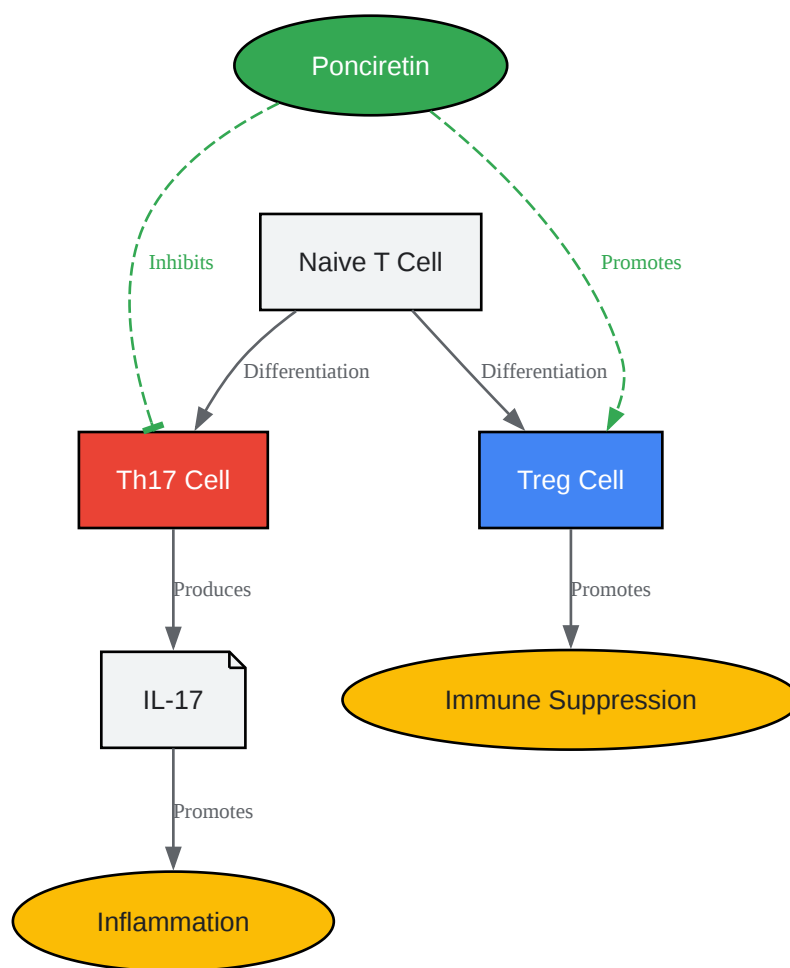 Ponciretin
Naive T Cell
Inhibits
Promotes
Differentiation
Differentiation
Th17 Cell
Treg Cell
Produces
Promotes
IL-17
Immune Suppression
Promotes
Inflammation